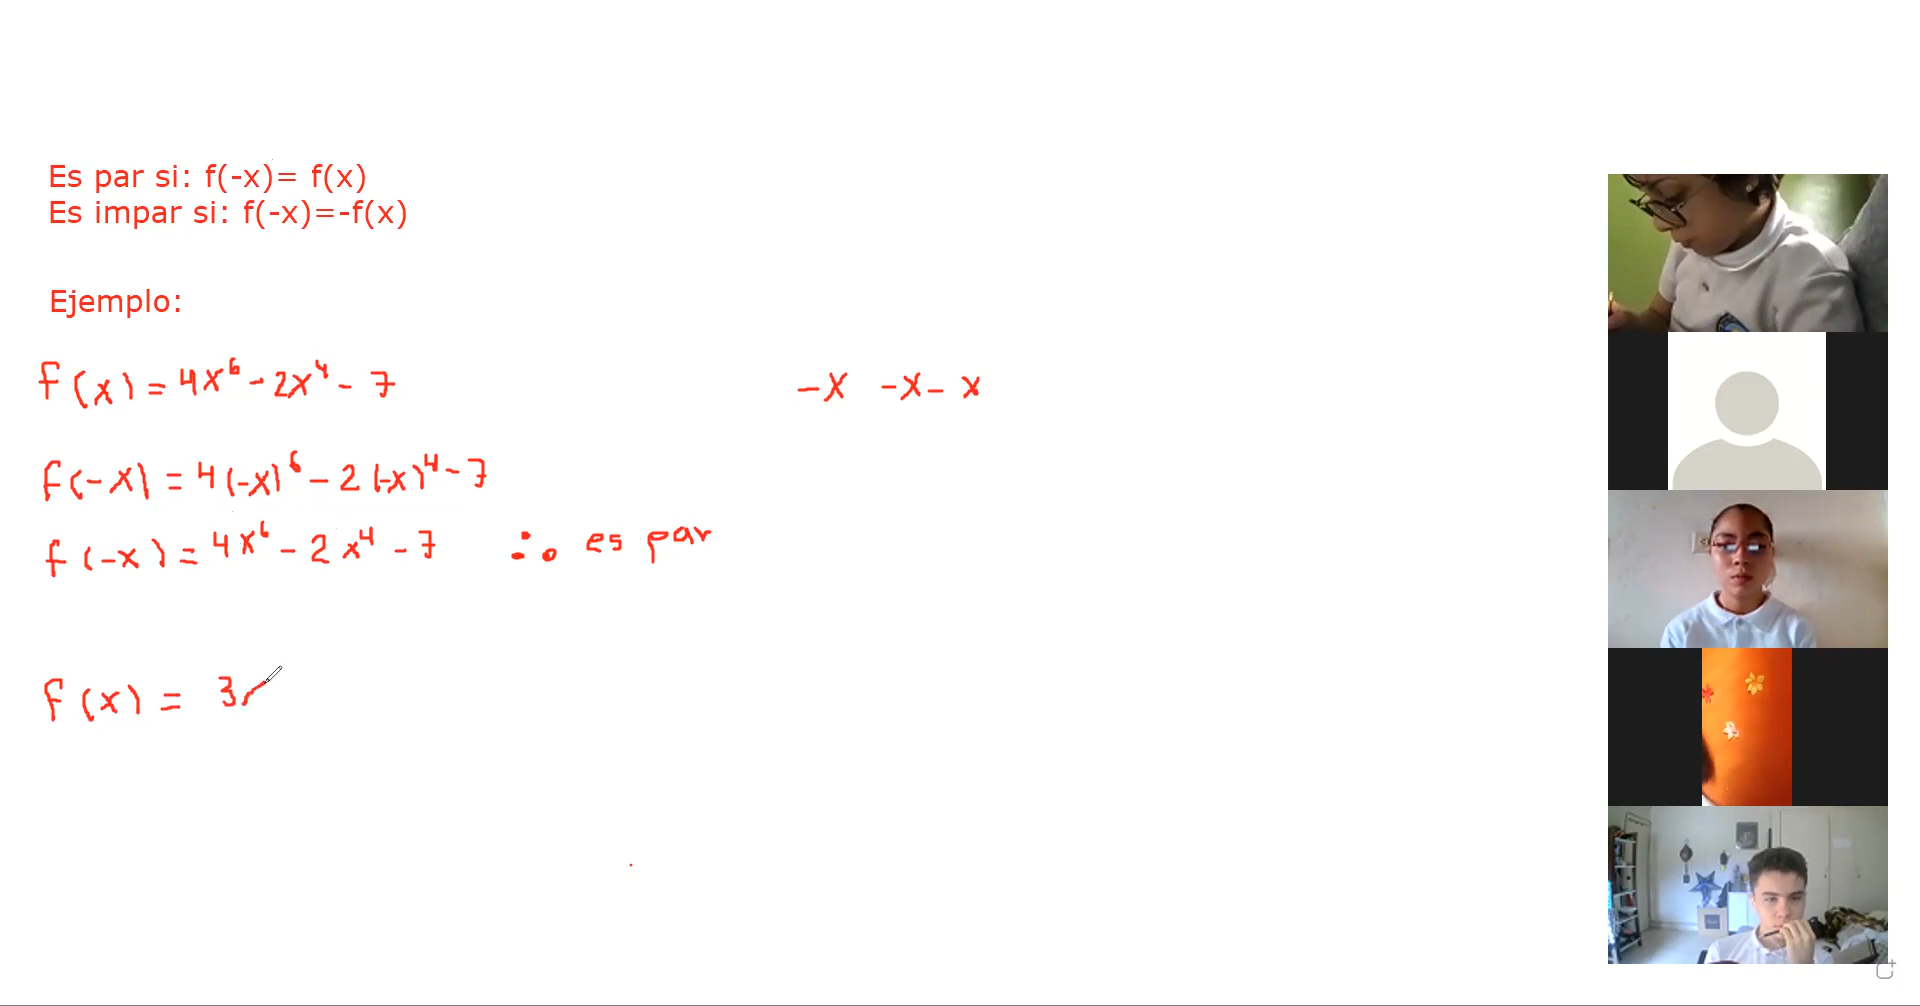 Es par si: f(-x)= f(x)
Es impar si: f(-x)=-f(x)
Ejemplo:
f(x) = 4x⁶ - 2x⁴ - 7
-x -x - x
f(-x) = 4(-x)⁶ - 2(-x)⁴ - 7
f(-x) = 4x⁶ - 2x⁴ - 7 ∴ es par
f(x) = 3